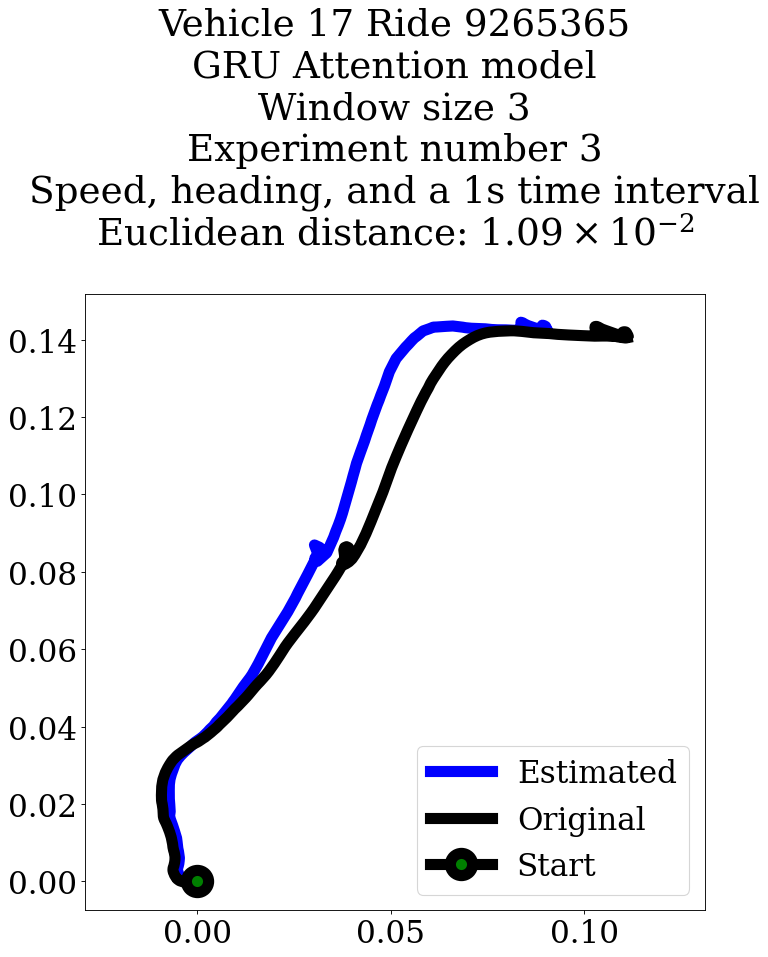 Vehicle 17 Ride 9265365
GRU Attention model
Window size 3
Experiment number 3
Speed, heading, and a 1s time interval
Euclidean distance: 1.09 × 10⁻²
0.14
0.12
0.10
0.08
0.06
0.04
0.02
0.00
Estimated
Original
Start
0.00 0.05 0.10